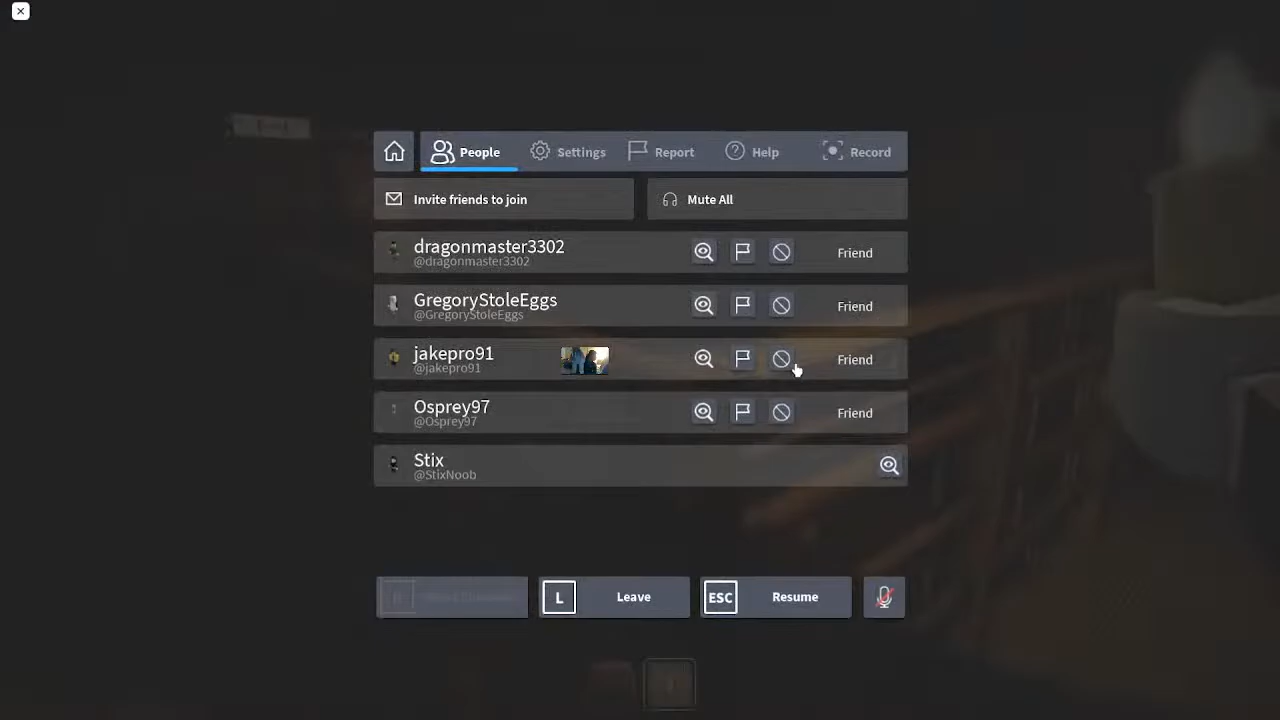 People
Settings
Report
Help
Record
Invite friends to join
Mute All
dragonmaster3302
@dragonmaster3302
Friend
GregoryStoleEggs
@GregoryStoleEggs
Friend
jakepro91
@jakepro91
Friend
Osprey97
@Osprey97
Friend
Stix
@StixNoob
L
Leave
ESC
Resume